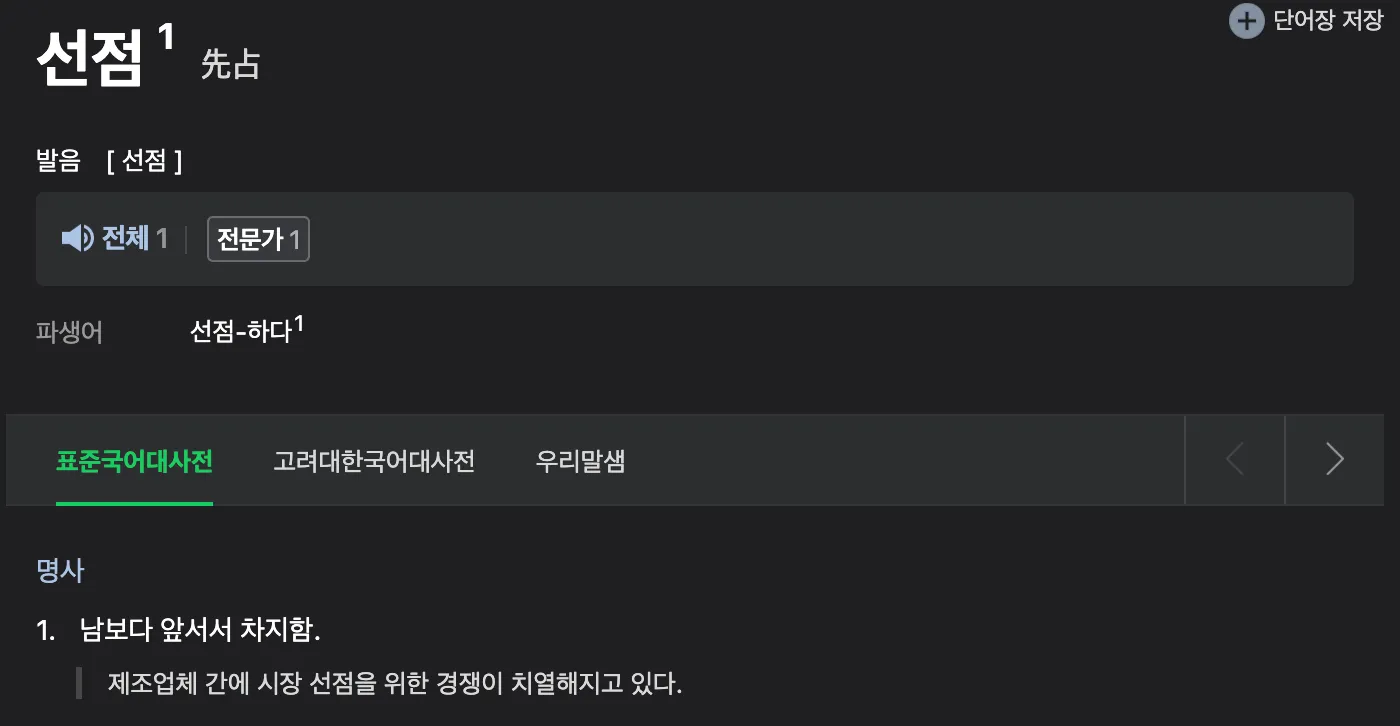 선점 1 先占
단어장 저장
발음 [ 선점 ]
전체 1 전문가 1
파생어 선점-하다1
표준국어대사전 고려대한국어대사전 우리말샘
명사
1. 남보다 앞서서 차지함.
제조업체 간에 시장 선점을 위한 경쟁이 치열해지고 있다.